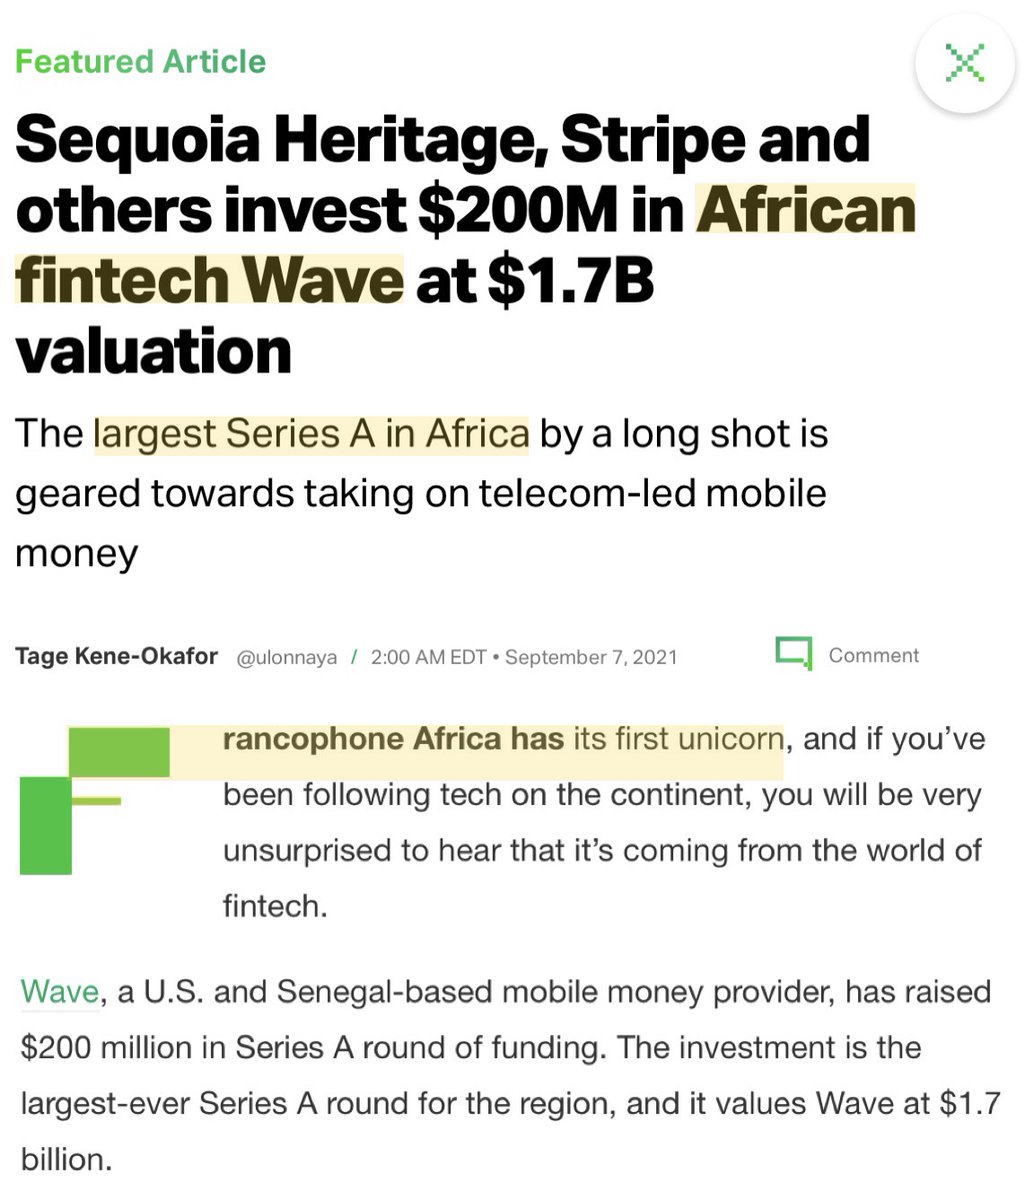 Featured Article
Sequoia Heritage, Stripe and
others invest $200M in African
fintech Wave at $1.7B
valuation
The largest Series A in Africa by a long shot is
geared towards taking on telecom-led mobile
money
Tage Kene-Okafor @ulonnaya / 2:00 AM EDT • September 7, 2021 Comment
Francophone Africa has its first unicorn, and if you’ve
been following tech on the continent, you will be very
unsurprised to hear that it’s coming from the world of
fintech.
Wave, a U.S. and Senegal-based mobile money provider, has raised
$200 million in Series A round of funding. The investment is the
largest-ever Series A round for the region, and it values Wave at $1.7
billion.